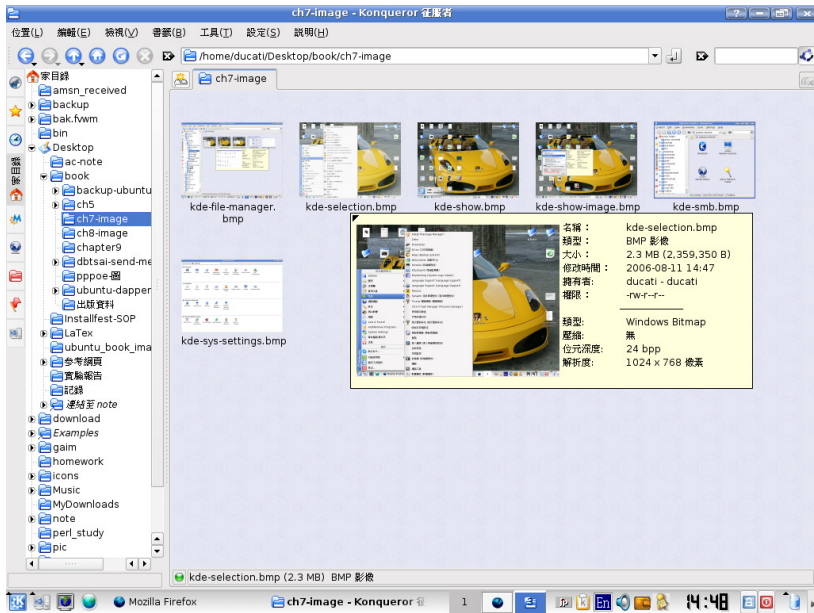 ch7-image - Konqueror 征服者
位置(L) 編輯(E) 檢視(V) 書籤(B) 工具(T) 設定(S) 說明(H)
/home/ducati/Desktop/book/ch7-image
ch7-image
家目錄
amsn_received
backup
bak.fvwm
bin
Desktop
ac-note
book
backup-ubuntu
ch5
ch7-image
ch8-image
chapter9
dbtsai-send-me
pppoe-圖
ubuntu-dapper
出版資料
Installfest-SOP
LaTex
ubuntu_book_ima
參考網頁
實驗報告
記錄
連結至 note
download
Examples
gaim
homework
icons
Music
MyDownloads
note
perl_study
pic
kde-file-manager.
bmp
kde-selection.bmp
kde-show.bmp
kde-show-image.bmp
kde-smb.bmp
kde-sys-settings.bmp
名稱： kde-selection.bmp
類型： BMP 影像
大小： 2.3 MB (2,359,350 B)
修改時間： 2006-08-11 14:47
擁有者: ducati - ducati
權限： -rw-r--r--
類型: Windows Bitmap
壓縮: 無
位元深度: 24 bpp
解析度: 1024 x 768 像素
kde-selection.bmp (2.3 MB) BMP 影像
Mozilla Firefox
ch7-image - Konqueror
1
En
14:48